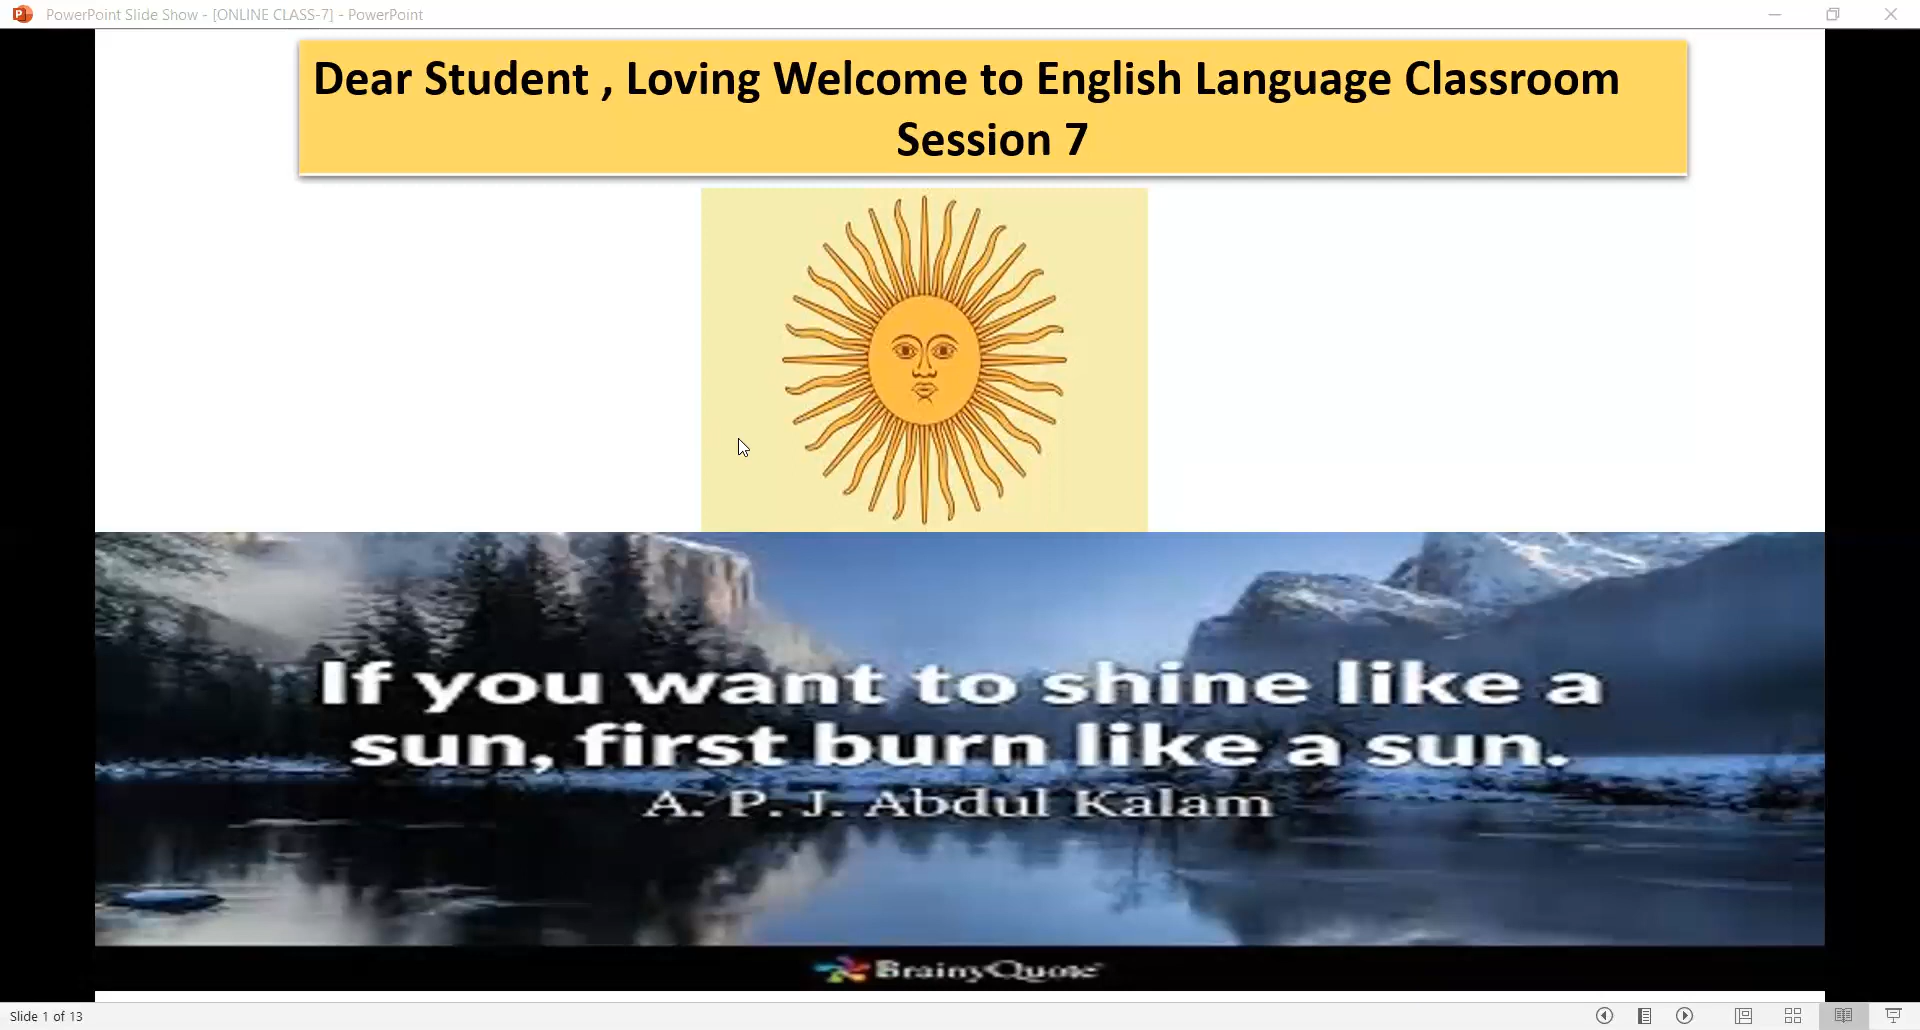 PowerPoint Slide Show - [ONLINE CLASS-7] - PowerPoint
Dear Student , Loving Welcome to English Language Classroom
Session 7
If you want to shine like a
sun, first burn like a sun.
A. P. J. Abdul Kalam
BrainyQuote
Slide 1 of 13